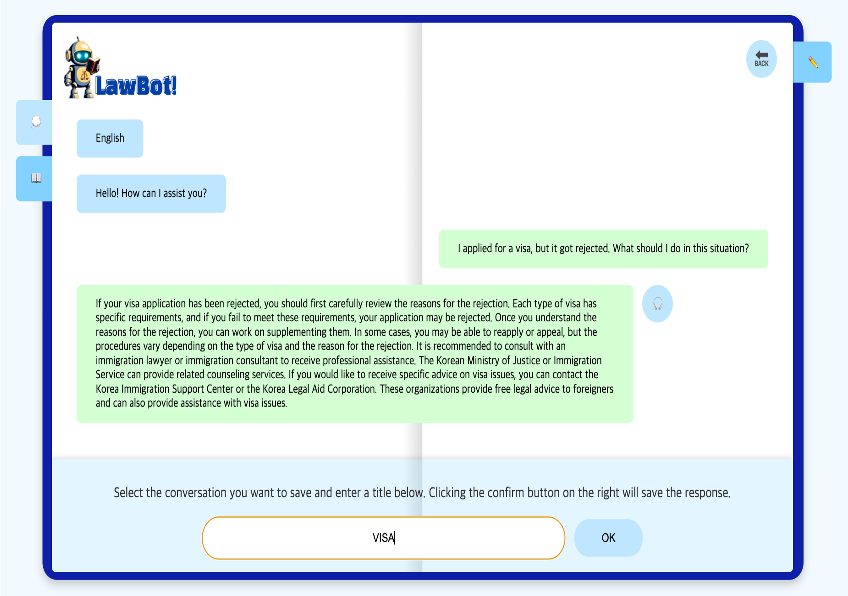 LawBot!
BACK
English
Hello! How can I assist you?
I applied for a visa, but it got rejected. What should I do in this situation?
If your visa application has been rejected, you should first carefully review the reasons for the rejection. Each type of visa has
specific requirements, and if you fail to meet these requirements, your application may be rejected. Once you understand the
reasons for the rejection, you can work on supplementing them. In some cases, you may be able to reapply or appeal, but the
procedures vary depending on the type of visa and the reason for the rejection. It is recommended to consult with an
immigration lawyer or immigration consultant to receive professional assistance. The Korean Ministry of Justice or Immigration
Service can provide related counseling services. If you would like to receive specific advice on visa issues, you can contact the
Korea Immigration Support Center or the Korea Legal Aid Corporation. These organizations provide free legal advice to foreigners
and can also provide assistance with visa issues.
Select the conversation you want to save and enter a title below. Clicking the confirm button on the right will save the response.
VISA
OK